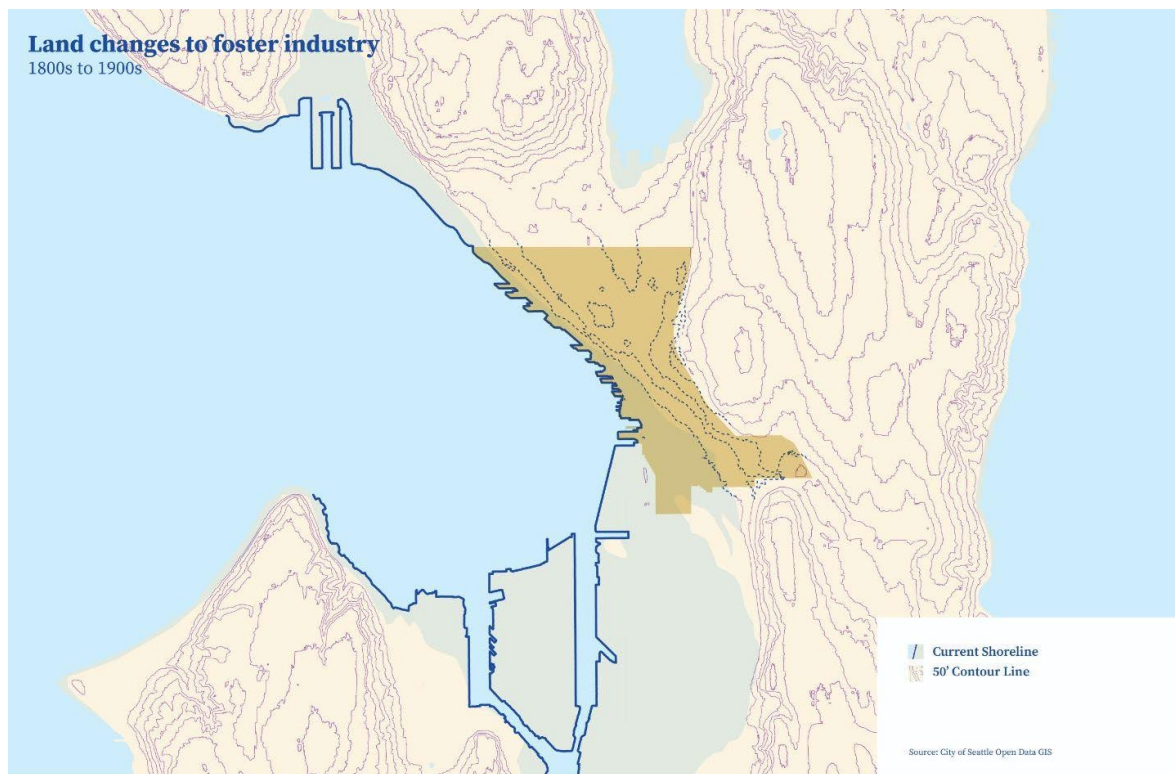 Land changes to foster industry
1800s to 1900s
Current Shoreline
50' Contour Line
Source: City of Seattle Open Data GIS